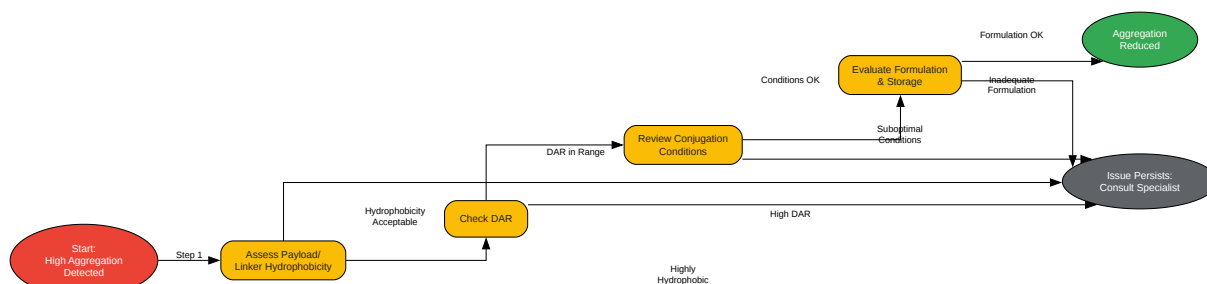 Formulation OK
Aggregation
Reduced
Evaluate Formulation
& Storage
Conditions OK
Inadequate
Formulation
Review Conjugation
Conditions
Suboptimal
Conditions
DAR in Range
Issue Persists:
Consult Specialist
Hydrophobicity
Acceptable
Check DAR
High DAR
Start:
High Aggregation
Detected
Step 1
Assess Payload/
Linker Hydrophobicity
Highly
Hydrophobic